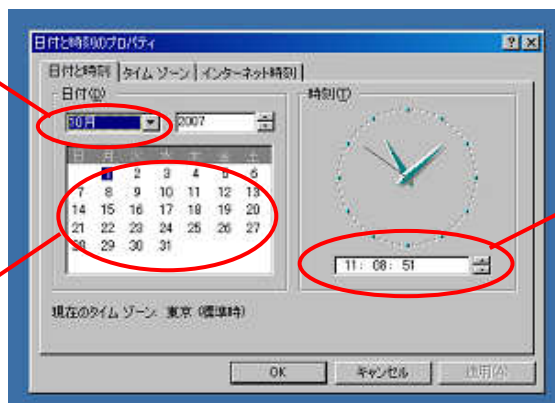 日付と時刻のプロパティ
日付と時刻 タイム ゾーン インターネット時刻
日付(D)
時刻(T)
10月 2007
日 月 火 水 木 金 土
1 2 3 4 5 6
7 8 9 10 11 12 13
14 15 16 17 18 19 20
21 22 23 24 25 26 27
28 29 30 31
11: 08: 51
現在のタイム ゾーン: 東京 (標準時)
OK キャンセル 適用(A)